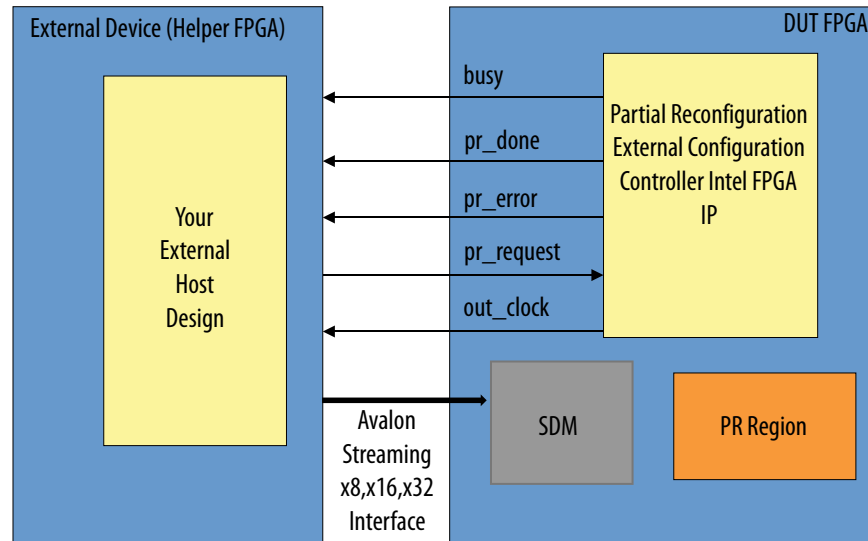 External Device (Helper FPGA)
DUT FPGA
Your
External
Host
Design
busy
pr_done
pr_error
pr_request
out_clock
Partial Reconfiguration
External Configuration
Controller Intel FPGA
IP
Avalon
Streaming
x8,x16,x32
Interface
SDM
PR Region